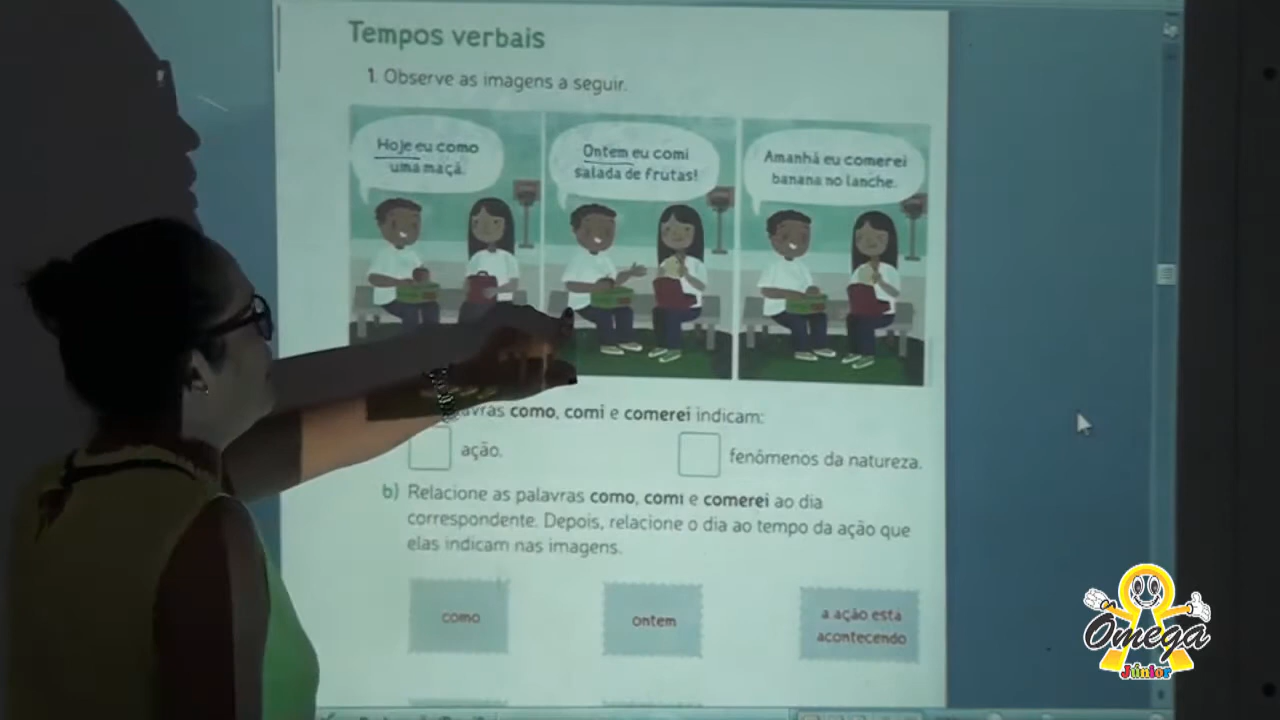 Tempos verbais
1. Observe as imagens a seguir.
Hoje eu como
uma maçã.
Ontem eu comi
salada de frutas!
Amanhã eu comerei
banana no lanche.
como, comi e comerei indicam:
ação.
fenômenos da natureza.
b) Relacione as palavras como, comi e comerei ao dia
correspondente. Depois, relacione o dia ao tempo da ação que
elas indicam nas imagens.
como
ontem
a ação está
acontecendo
Omega
Júnior